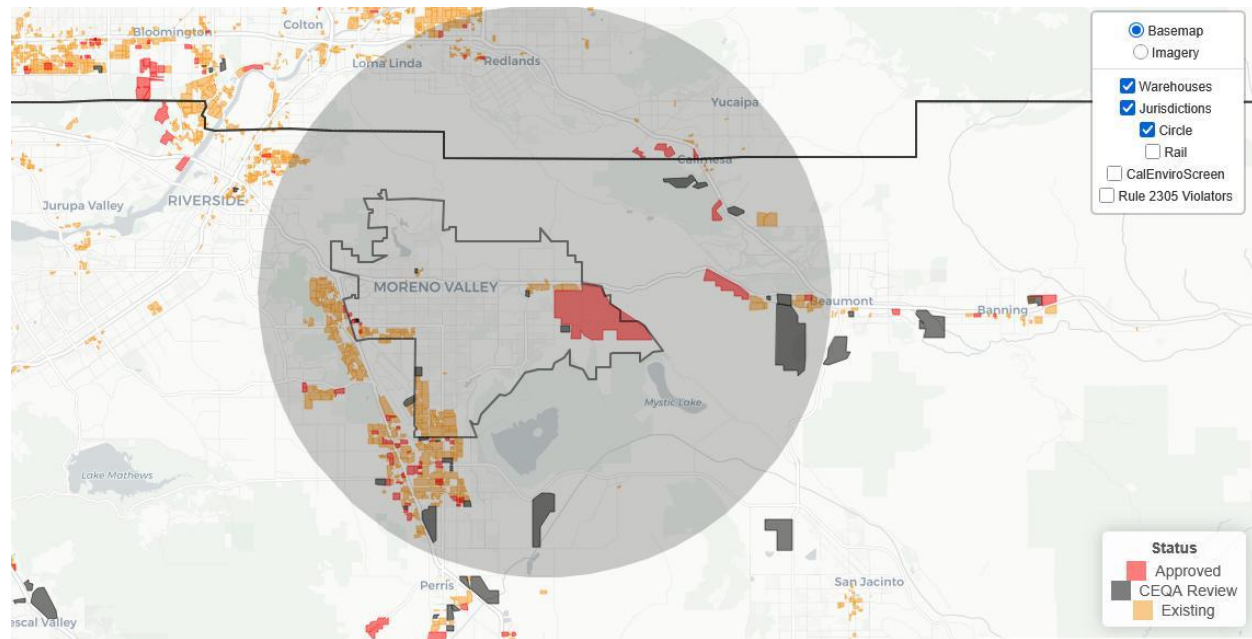 Bloomington
Colton
Loma Linda
Redlands
Yucaipa
Calimesa
Jurupa Valley
RIVERSIDE
MORENO VALLEY
Beaumont
Banning
Mystic Lake
Lake Mathews
Perris
San Jacinto
escal Valley
Basemap
Imagery
Warehouses
Jurisdictions
Circle
Rail
CalEnviroScreen
Rule 2305 Violators
Status
Approved
CEQA Review
Existing